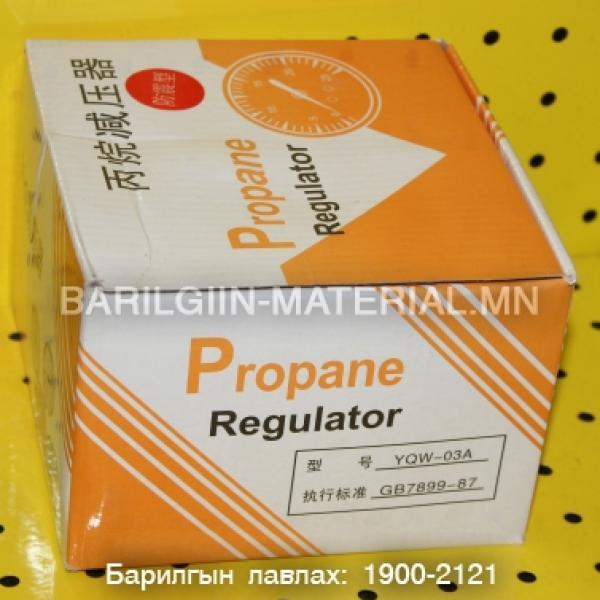 丙烷减压器
防震型
Propane
Regulator
BARILGIIN-MATERIAL.MN
Propane
Regulator
型 号 YQW-03A
执行标准 GB7899-87
Барилгын лавлах: 1900-2121